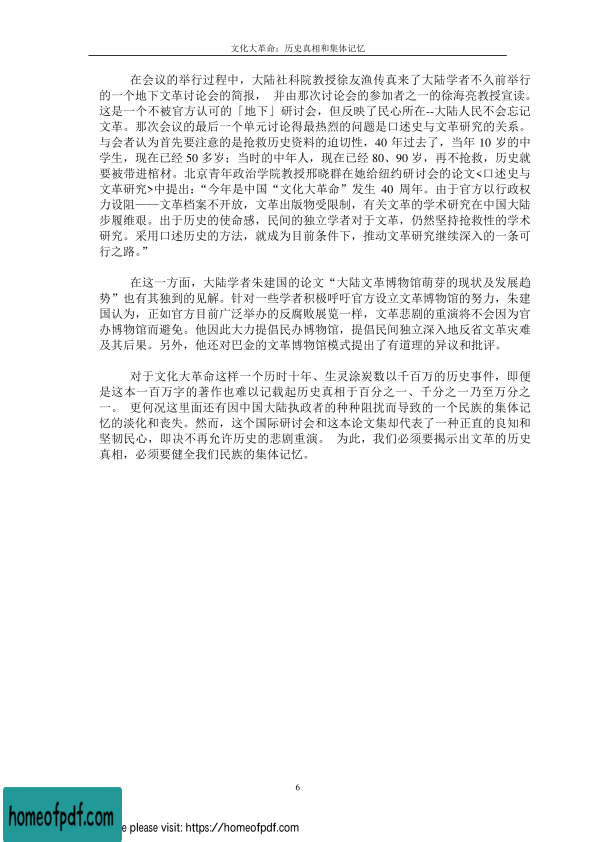 文化大革命：历史真相和集体记忆
在会议的举行过程中，大陆社科院教授徐友渔传真来了大陆学者不久前举行
的一个地下文革讨论会的简报， 并由那次讨论会的参加者之一的徐海亮教授宣读。
这是一个不被官方认可的「地下」研讨会，但反映了民心所在--大陆人民不会忘记
文革。那次会议的最后一个单元讨论得最热烈的问题是口述史与文革研究的关系。
与会者认为首先要注意的是抢救历史资料的迫切性，40 年过去了，当年 10 岁的中
学生，现在已经 50 多岁；当时的中年人，现在已经 80、90 岁，再不抢救，历史就
要被带进棺材。北京青年政治学院教授邢晓群在她给纽约研讨会的论文<口述史与
文革研究>中提出：“今年是中国“文化大革命”发生 40 周年。由于官方以行政权
力设阻——文革档案不开放，文革出版物受限制，有关文革的学术研究在中国大陆
步履维艰。出于历史的使命感，民间的独立学者对于文革，仍然坚持抢救性的学术
研究。采用口述历史的方法，就成为目前条件下，推动文革研究继续深入的一条可
行之路。”
在这一方面，大陆学者朱建国的论文“大陆文革博物馆萌芽的现状及发展趋
势”也有其独到的见解。针对一些学者积极呼吁官方设立文革博物馆的努力，朱建
国认为，正如官方目前广泛举办的反腐败展览一样，文革悲剧的重演将不会因为官
办博物馆而避免。他因此大力提倡民办博物馆，提倡民间独立深入地反省文革灾难
及其后果。另外，他还对巴金的文革博物馆模式提出了有道理的异议和批评。
对于文化大革命这样一个历时十年、生灵涂炭数以千百万的历史事件，即便
是这本一百万字的著作也难以记载起历史真相于百分之一、千分之一乃至万分之
一。 更何况这里面还有因中国大陆执政者的种种阻扰而导致的一个民族的集体记
忆的淡化和丧失。然而，这个国际研讨会和这本论文集却代表了一种正直的良知和
坚韧民心，即决不再允许历史的悲剧重演。 为此，我们必须要揭示出文革的历史
真相，必须要健全我们民族的集体记忆。
6
homeofpdf.com
e please visit: https://homeofpdf.com